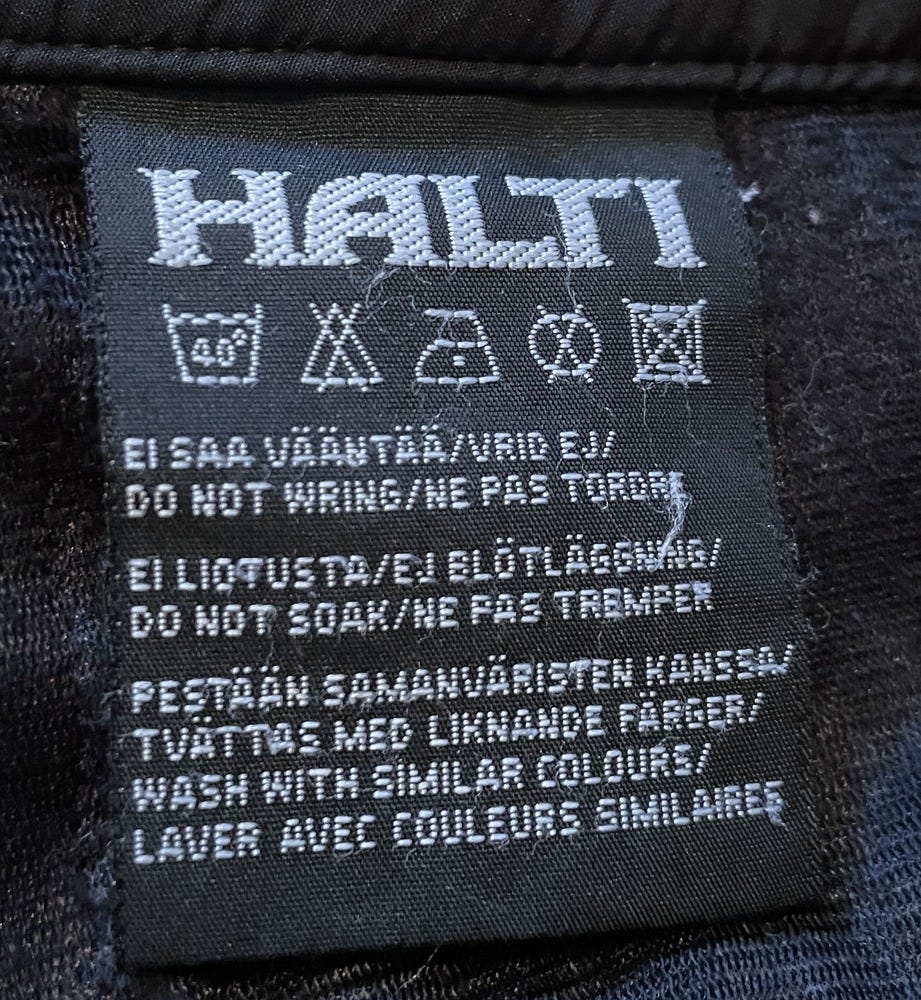 HALTI
40°
EI SAA VÄÄNTÄÄ/VRID EJ/
DO NOT WRING/NE PAS TORDRE
EI LIOTUSTA/EJ BLÖTLÄGGNING/
DO NOT SOAK/NE PAS TREMPER
PESTÄÄN SAMANVÄRISTEN KANSSA/
TVÄTTAS MED LIKNANDE FÄRGER/
WASH WITH SIMILAR COLOURS/
LAVER AVEC COULEURS SIMILAIRES